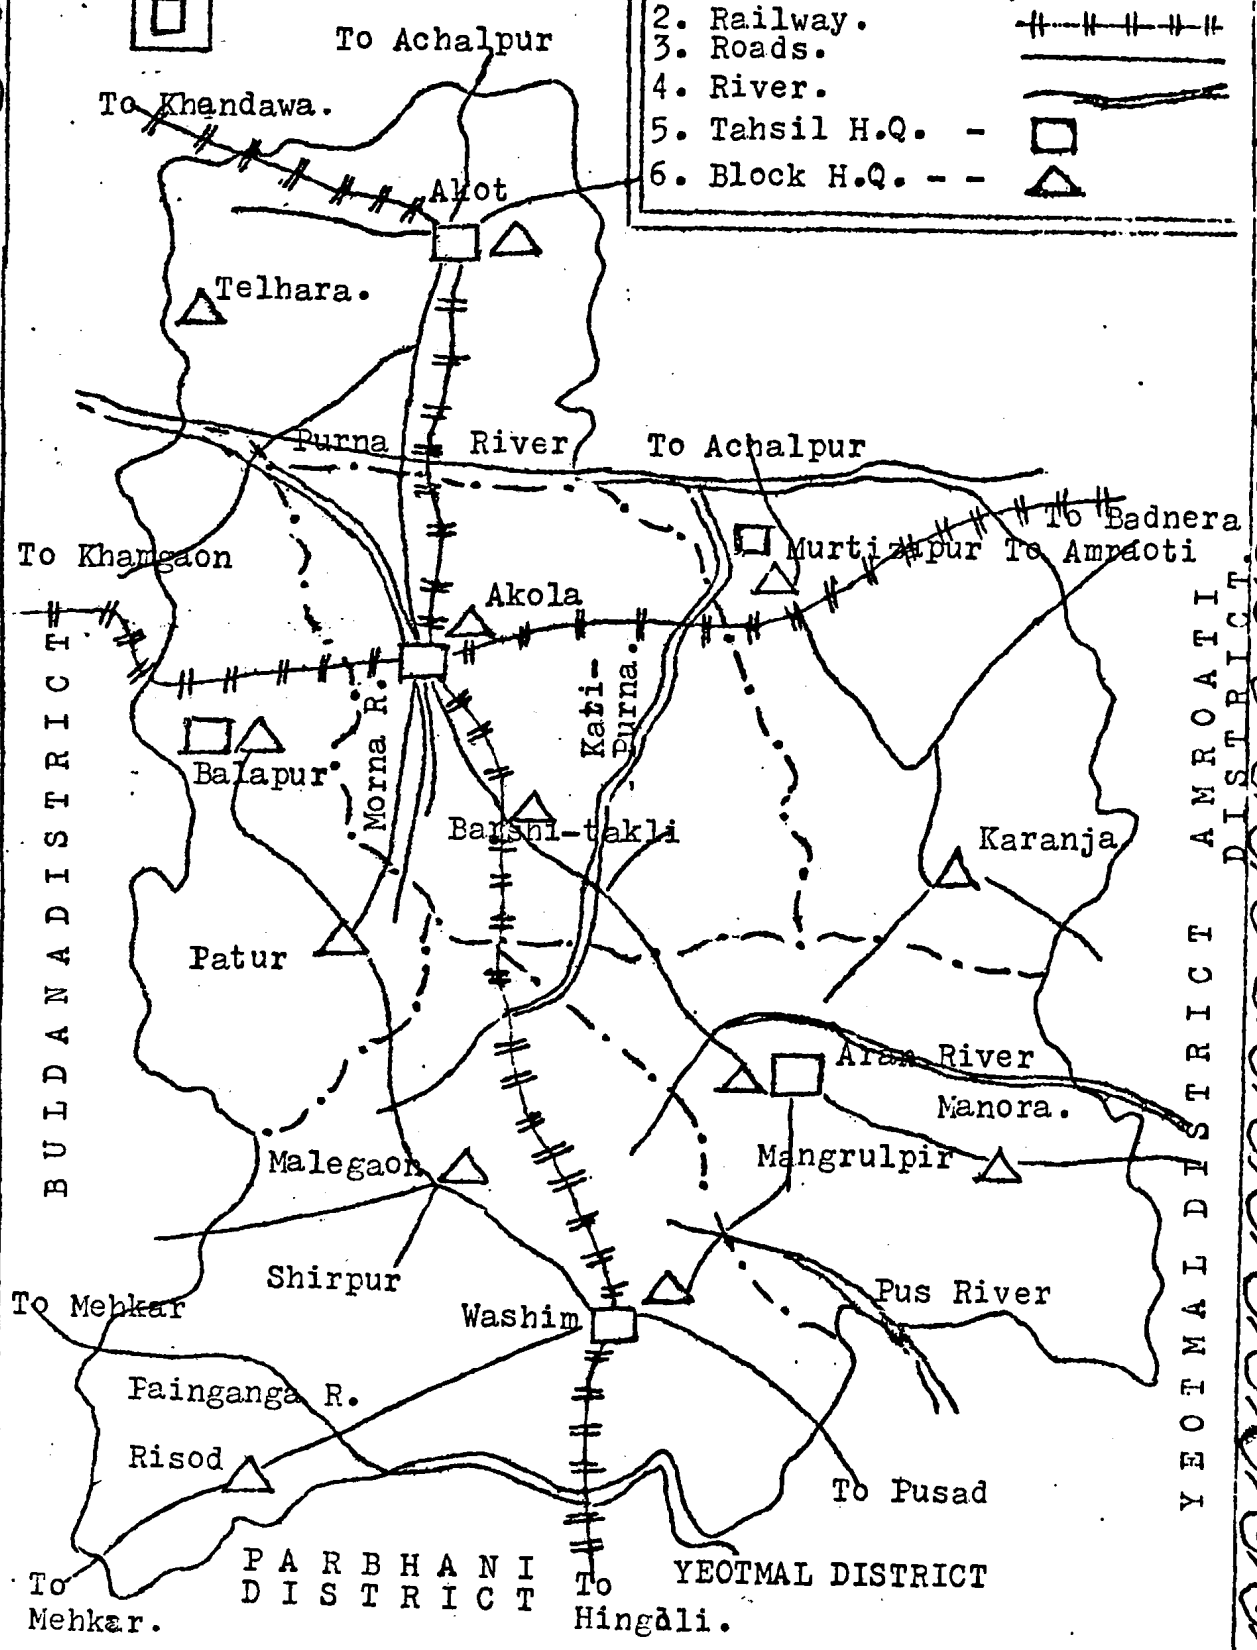 2. Railway.
To Achalpur
3. Roads.
4. River.
To Khandawa.
5. Tahsil H.Q. -
6. Block H.Q. - -
Akot
Telhara.
Purna River
To Achalpur
To Badnera
To Khamgaon
Murtizapur To Amraoti
Akola
Kati-
Purna.
Morna R.
Balapur
Barshi-takli
Karanja
Patur
Aran River
Manora.
Malegaon
Mangrulpir
Shirpur
Pus River
To Mehkar
Washim
Painganga R.
Risod
To Pusad
PARBHANI
DISTRICT
YEOTMAL DISTRICT
To
Mehkar.
To
Hingoli.
BULDANA DISTRICT
AMROATI
DISTRICT.
YEOTMAL DISTRICT